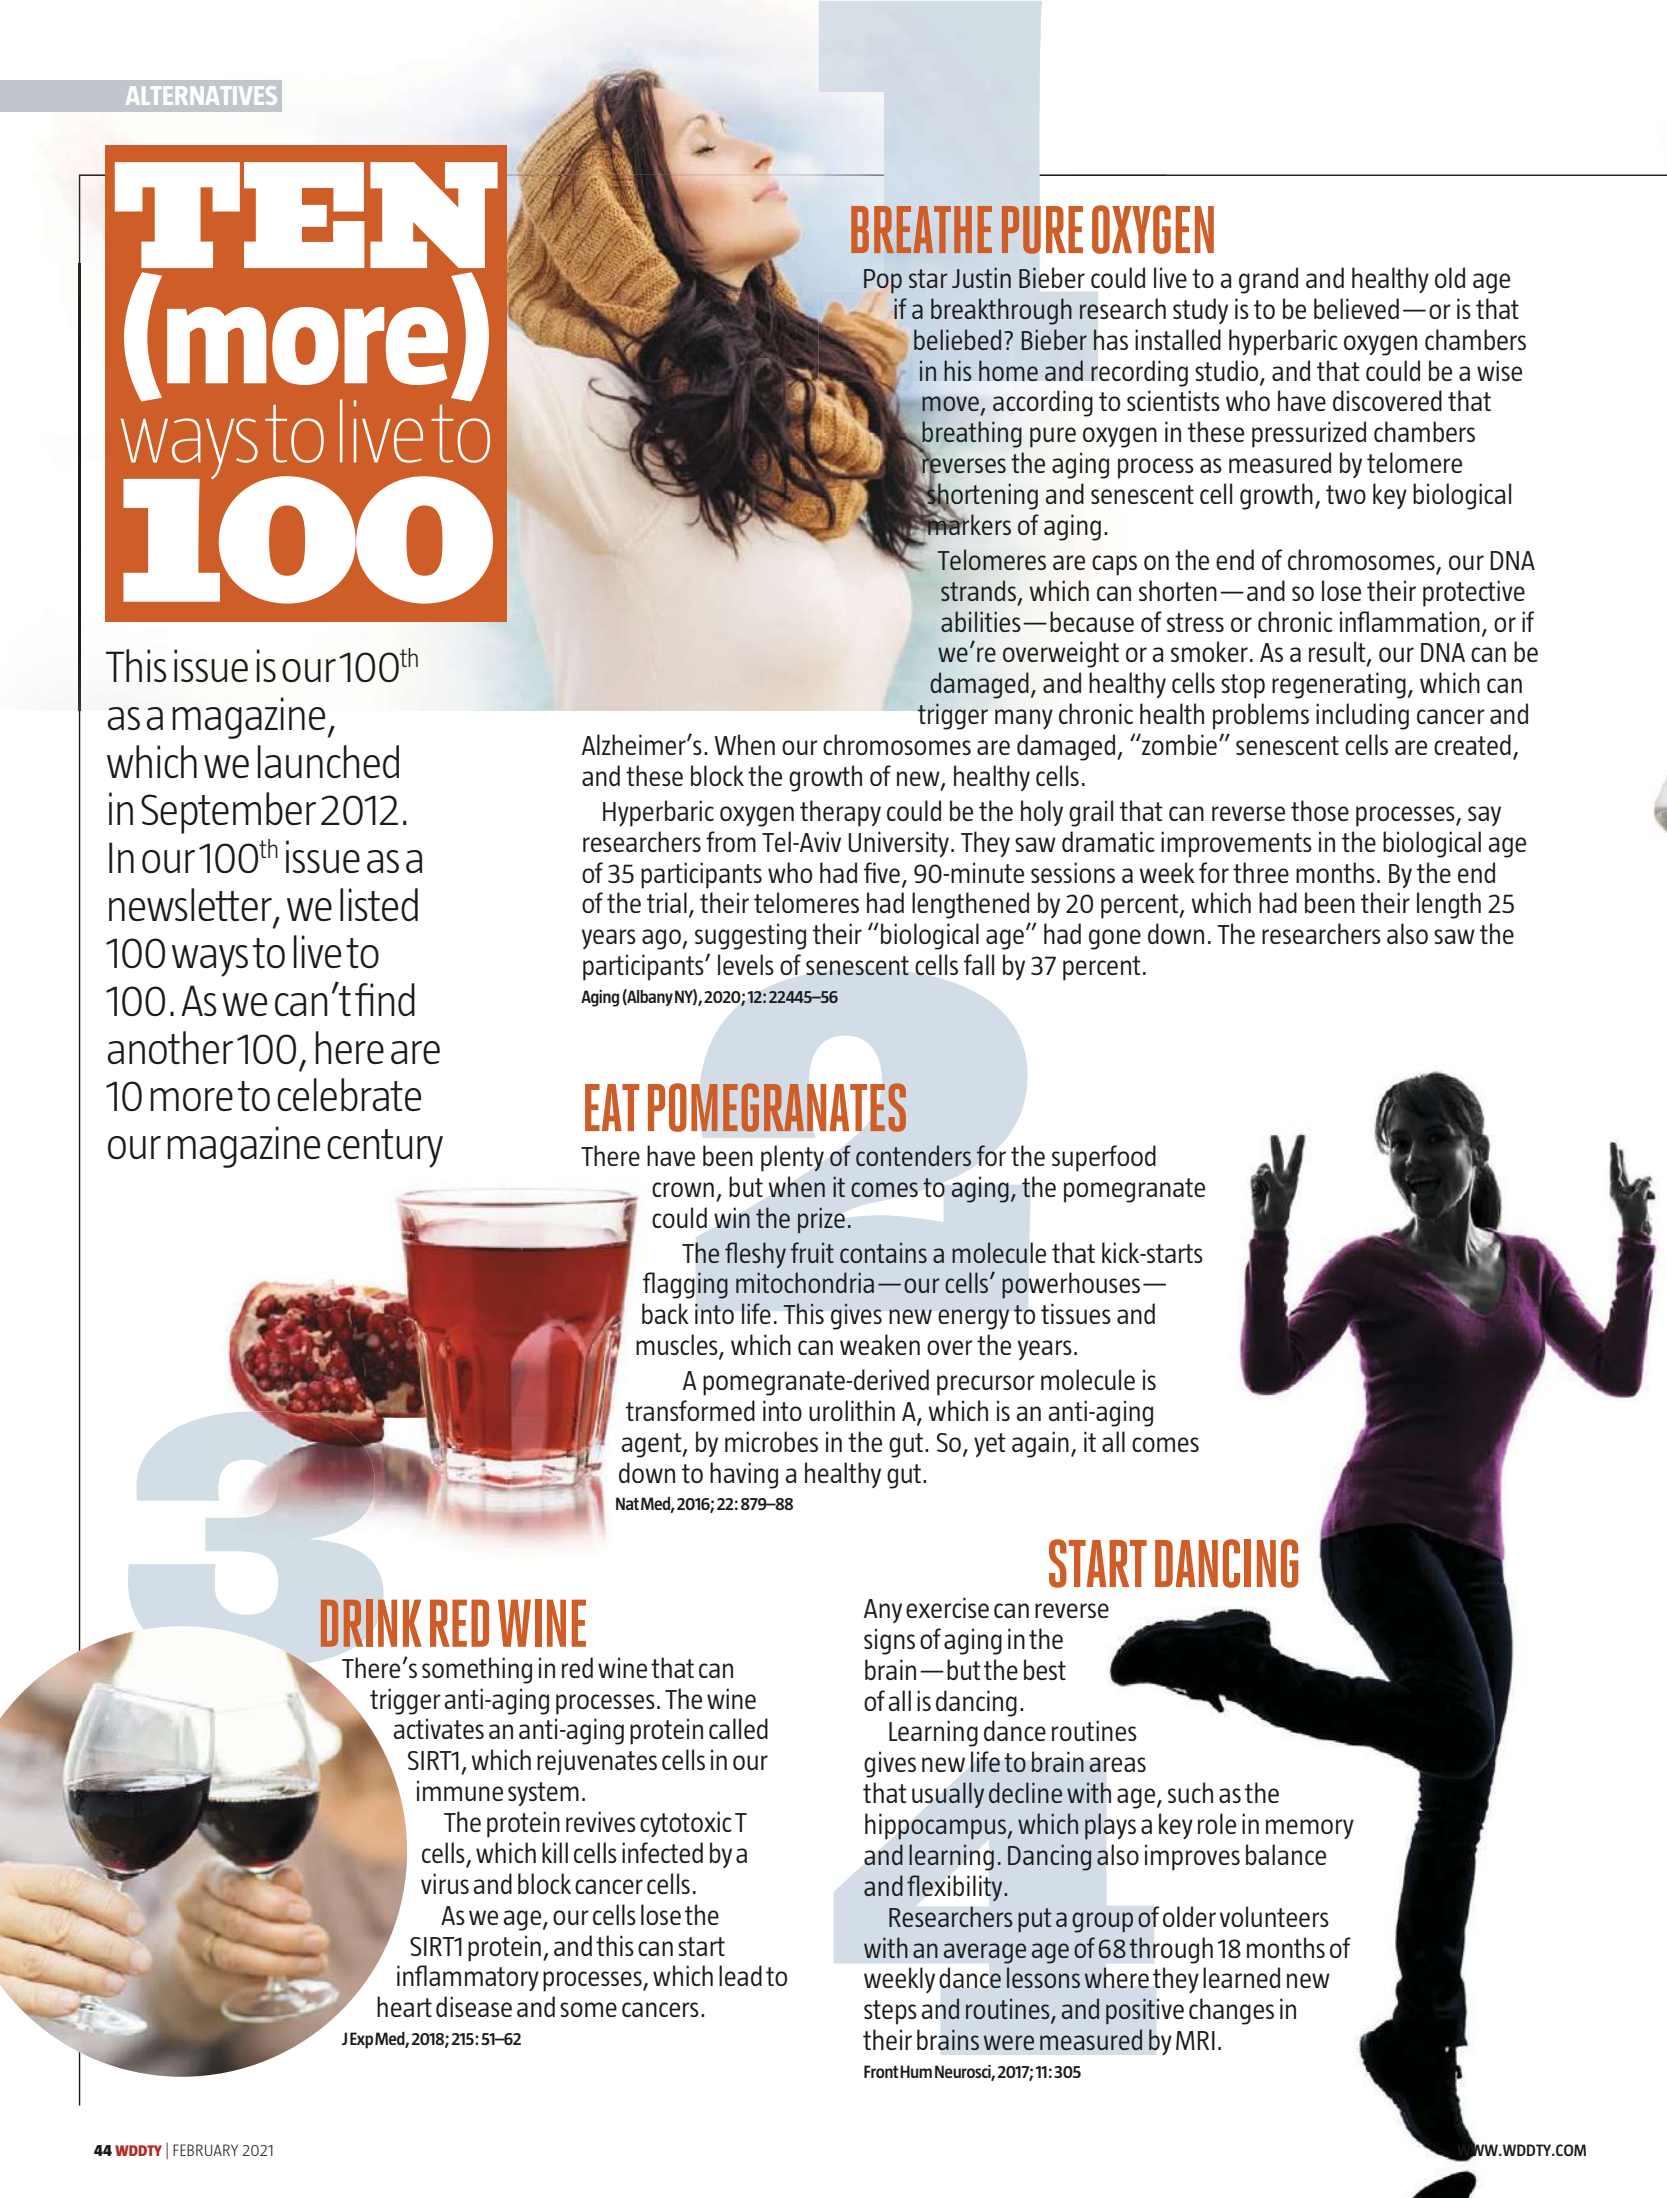 ALTERNATIVES
TEN
(more)
ways to live to
100
This issue is our 100th
as a magazine,
which we launched
in September 2012.
In our 100th issue as a
newsletter, we listed
100 ways to live to
100. As we can't find
another 100, here are
10 more to celebrate
our magazine century
1
BREATHE PURE OXYGEN
Pop star Justin Bieber could live to a grand and healthy old age
if a breakthrough research study is to be believed—or is that
beliebed? Bieber has installed hyperbaric oxygen chambers
in his home and recording studio, and that could be a wise
move, according to scientists who have discovered that
breathing pure oxygen in these pressurized chambers
reverses the aging process as measured by telomere
shortening and senescent cell growth, two key biological
markers of aging.
Telomeres are caps on the end of chromosomes, our DNA
strands, which can shorten—and so lose their protective
abilities—because of stress or chronic inflammation, or if
we're overweight or a smoker. As a result, our DNA can be
damaged, and healthy cells stop regenerating, which can
trigger many chronic health problems including cancer and
Alzheimer's. When our chromosomes are damaged, "zombie" senescent cells are created,
and these block the growth of new, healthy cells.
Hyperbaric oxygen therapy could be the holy grail that can reverse those processes, say
researchers from Tel-Aviv University. They saw dramatic improvements in the biological age
of 35 participants who had five, 90-minute sessions a week for three months. By the end
of the trial, their telomeres had lengthened by 20 percent, which had been their length 25
years ago, suggesting their "biological age" had gone down. The researchers also saw the
participants' levels of senescent cells fall by 37 percent.
Aging (Albany NY), 2020; 12: 22445–56
2
EAT POMEGRANATES
There have been plenty of contenders for the superfood
crown, but when it comes to aging, the pomegranate
could win the prize.
The fleshy fruit contains a molecule that kick-starts
flagging mitochondria—our cells' powerhouses—
back into life. This gives new energy to tissues and
muscles, which can weaken over the years.
A pomegranate-derived precursor molecule is
transformed into urolithin A, which is an anti-aging
agent, by microbes in the gut. So, yet again, it all comes
down to having a healthy gut.
Nat Med, 2016; 22: 879–88
3
DRINK RED WINE
There's something in red wine that can
trigger anti-aging processes. The wine
activates an anti-aging protein called
SIRT1, which rejuvenates cells in our
immune system.
The protein revives cytotoxic T
cells, which kill cells infected by a
virus and block cancer cells.
As we age, our cells lose the
SIRT1 protein, and this can start
inflammatory processes, which lead to
heart disease and some cancers.
J Exp Med, 2018; 215: 51–62
4
START DANCING
Any exercise can reverse
signs of aging in the
brain—but the best
of all is dancing.
Learning dance routines
gives new life to brain areas
that usually decline with age, such as the
hippocampus, which plays a key role in memory
and learning. Dancing also improves balance
and flexibility.
Researchers put a group of older volunteers
with an average age of 68 through 18 months of
weekly dance lessons where they learned new
steps and routines, and positive changes in
their brains were measured by MRI.
Front Hum Neurosci, 2017; 11: 305
44 WDDTY | FEBRUARY 2021
WWW.WDDTY.COM